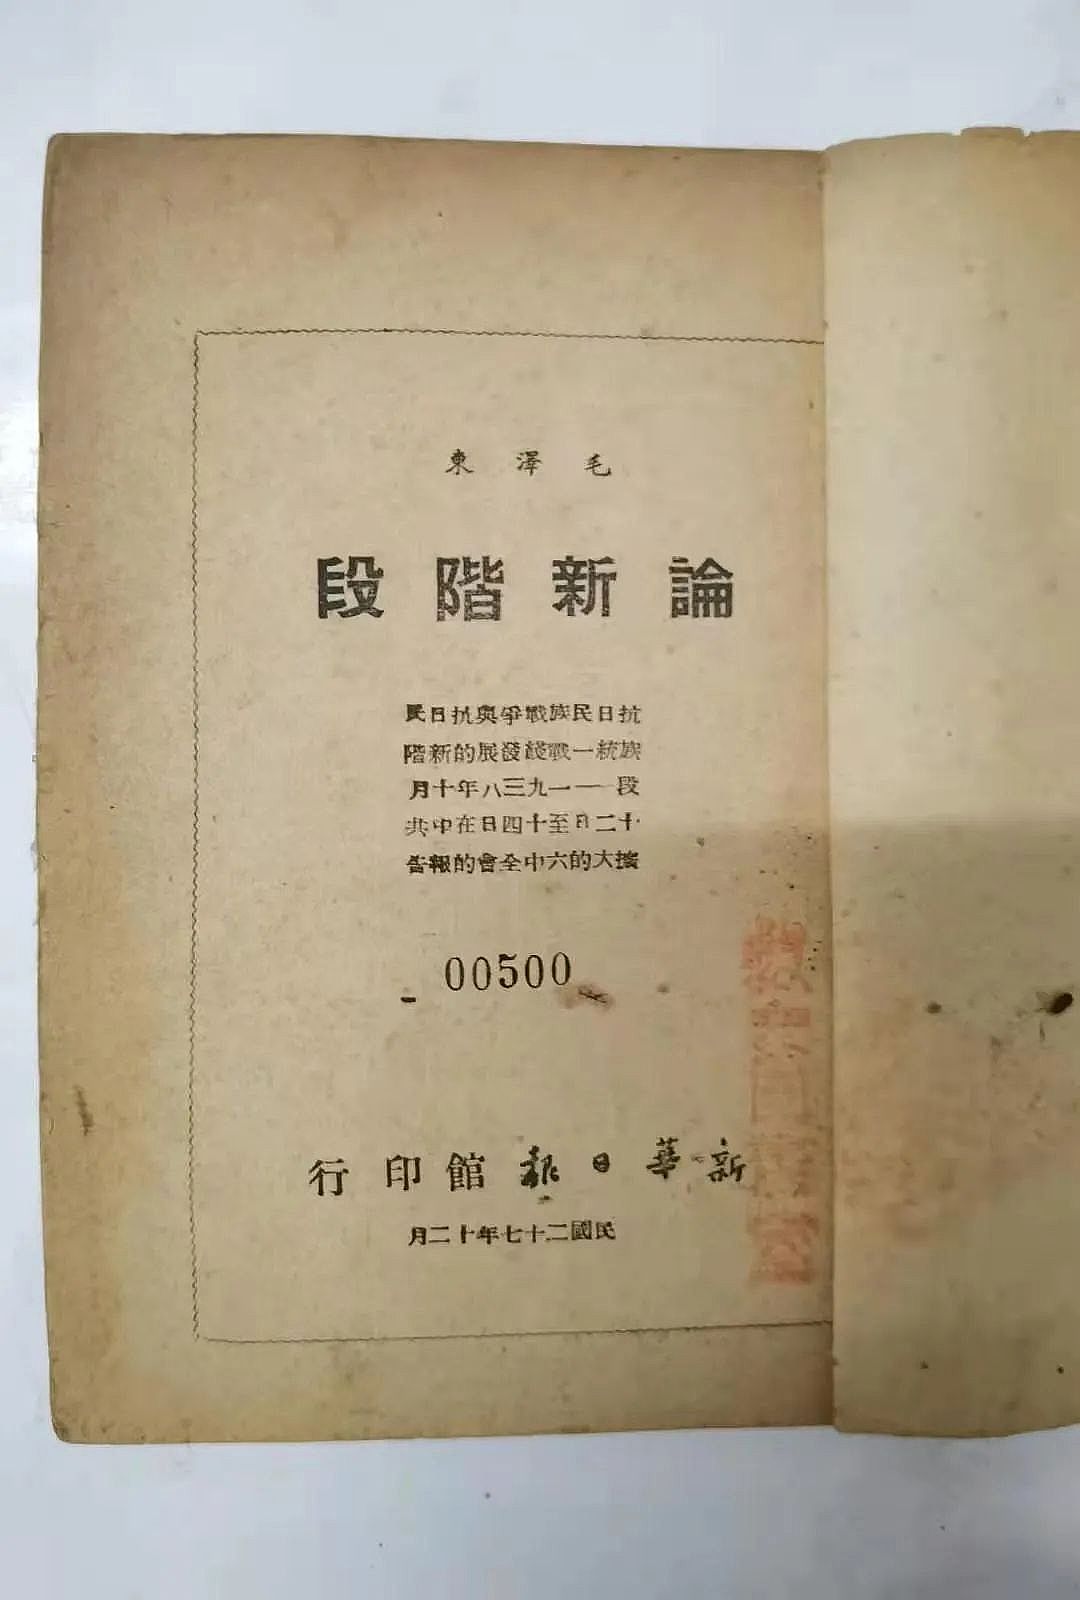 毛澤東
論新階段
抗日民族戰爭與抗日民
族統一戰綫發展的新階
段——一九三八年十月
十二日至十四日在中共
擴大的六中全會的報告
00500
新華日報館印行
民國二十七年十二月